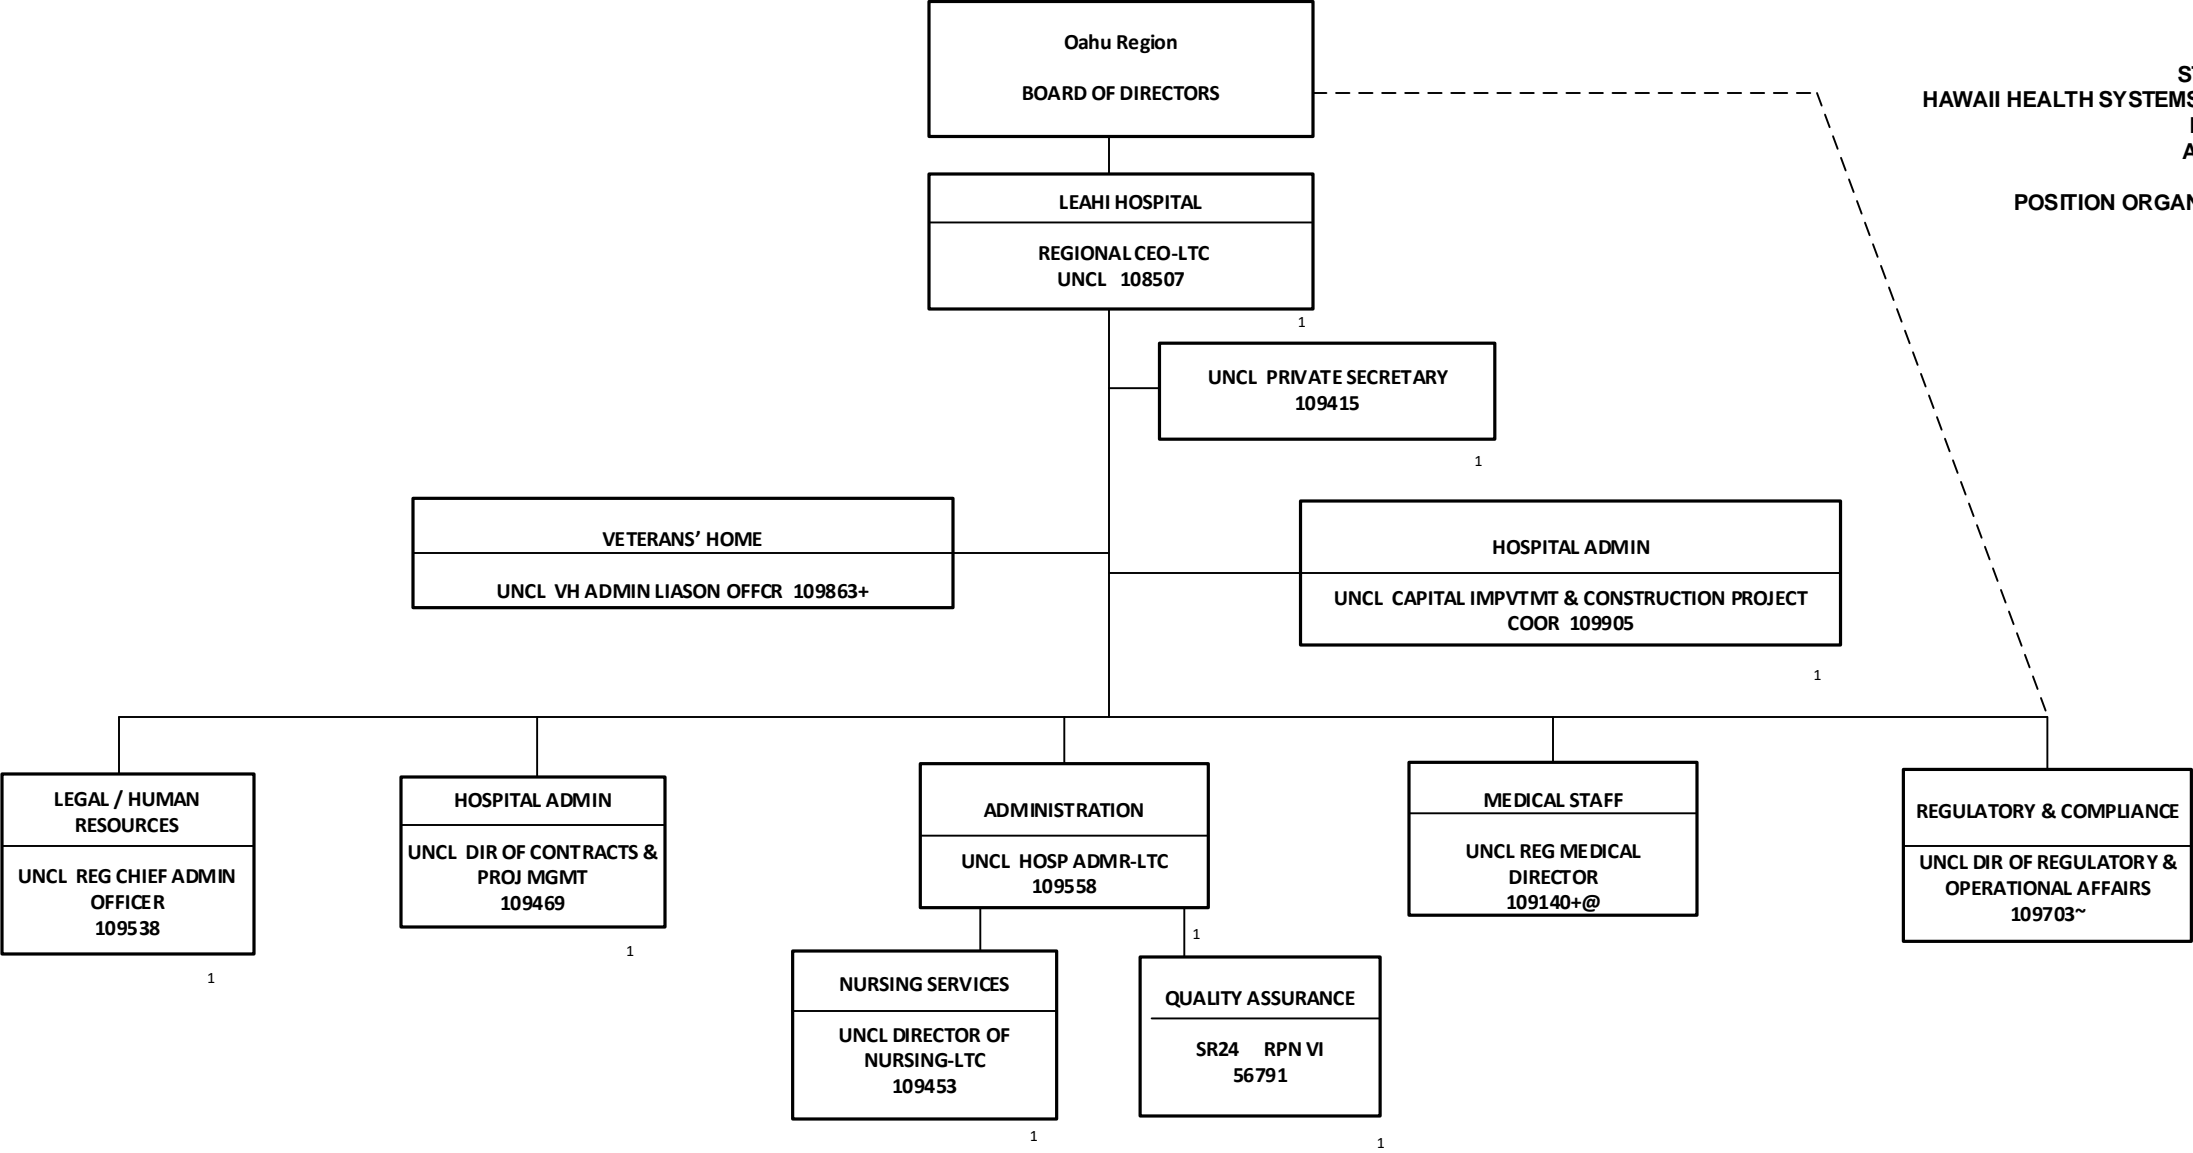 Oahu Region
BOARD OF DIRECTORS
HAWAII HEALTH SYSTEMS
POSITION
LEAHI HOSPITAL
REGIONAL CEO-LTC
UNCL 108507
1
UNCL PRIVATE SECRETARY
109415
1
VETERANS’ HOME
UNCL VH ADMIN LIASON OFFCR 109863+
HOSPITAL ADMIN
UNCL CAPITAL IMPVTMT & CONSTRUCTION PROJECT
COOR 109905
1
LEGAL / HUMAN
RESOURCES
UNCL REG CHIEF ADMIN
OFFICER
109538
1
HOSPITAL ADMIN
UNCL DIR OF CONTRACTS &
PROJ MGMT
109469
1
ADMINISTRATION
UNCL HOSP ADMR-LTC
109558
1
MEDICAL STAFF
UNCL REG MEDICAL
DIRECTOR
109140+@
REGULATORY & COMPLIANCE
UNCL DIR OF REGULATORY &
OPERATIONAL AFFAIRS
109703~
NURSING SERVICES
UNCL DIRECTOR OF
NURSING-LTC
109453
1
QUALITY ASSURANCE
SR24 RPN VI
56791
1